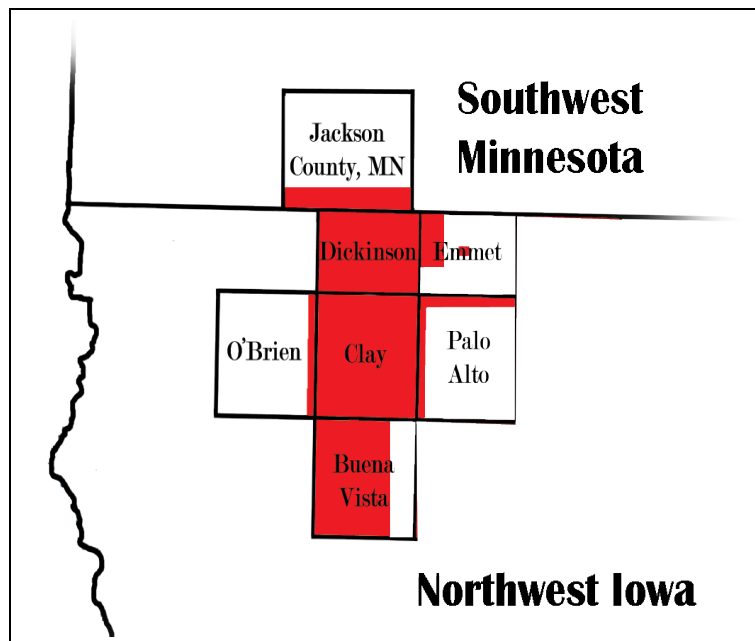 Southwest
Minnesota
Jackson
County, MN
Dickinson
Emmet
O'Brien
Clay
Palo
Alto
Buena
Vista
Northwest Iowa